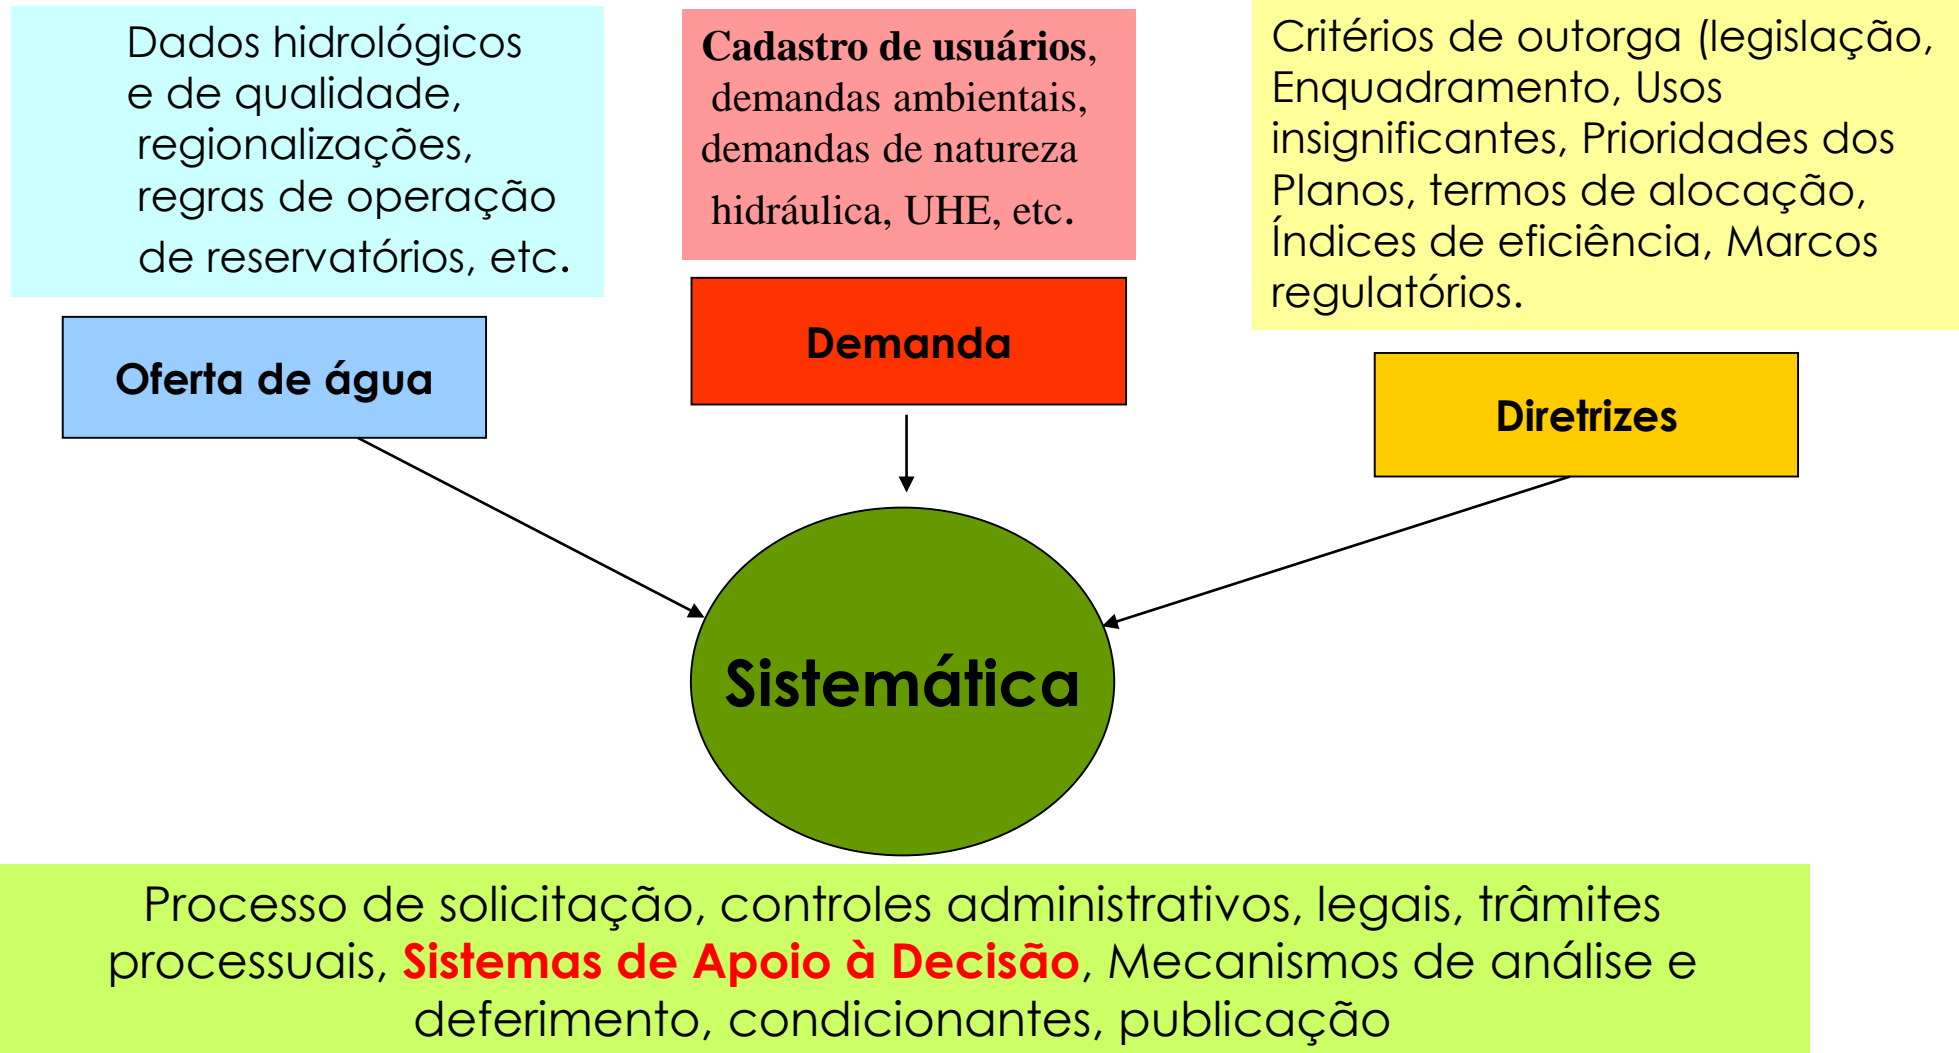 Dados hidrológicos
e de qualidade,
regionalizações,
regras de operação
de reservatórios, etc.
Oferta de água
Cadastro de usuários,
demandas ambientais,
demandas de natureza
hidráulica, UHE, etc.
Demanda
Critérios de outorga (legislação,
Enquadramento, Usos
insignificantes, Prioridades dos
Planos, termos de alocação,
Índices de eficiência, Marcos
regulatórios.
Diretrizes
Sistemática
Processo de solicitação, controles administrativos, legais, trâmites
processuais, Sistemas de Apoio à Decisão, Mecanismos de análise e
deferimento, condicionantes, publicação